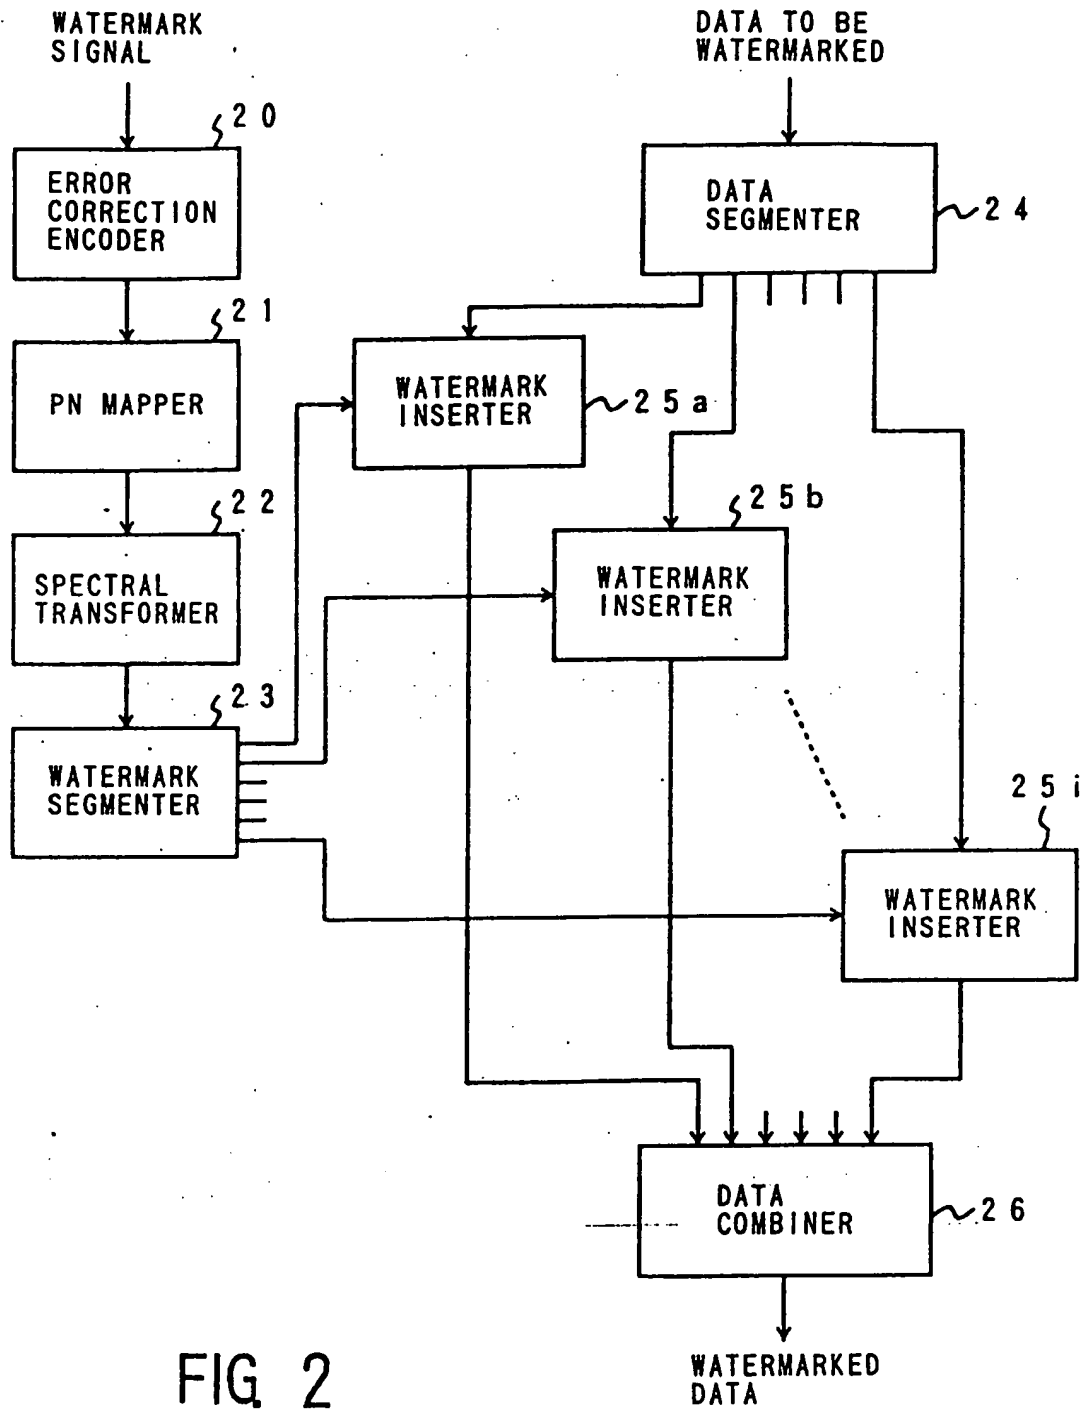 WATERMARK
SIGNAL
DATA TO BE
WATERMARKED
20
ERROR
CORRECTION
ENCODER
DATA
SEGMENTER
24
21
PN MAPPER
WATERMARK
INSERTER
25a
22
SPECTRAL
TRANSFORMER
25b
WATERMARK
INSERTER
23
WATERMARK
SEGMENTER
25i
WATERMARK
INSERTER
DATA
COMBINER
26
WATERMARKED
DATA
FIG. 2